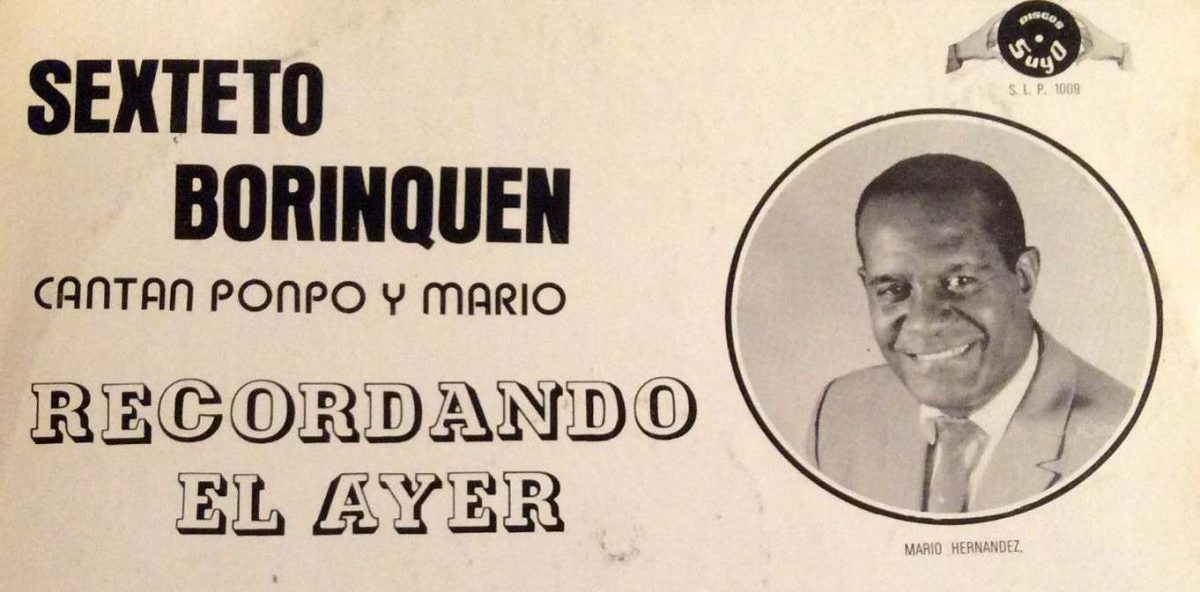 SEXTETO
BORINQUEN
CANTAN PONPO Y MARIO
RECORDANDO
EL AYER
DISCOS
SuyO
S. L. P. 1009
MARIO HERNANDEZ.